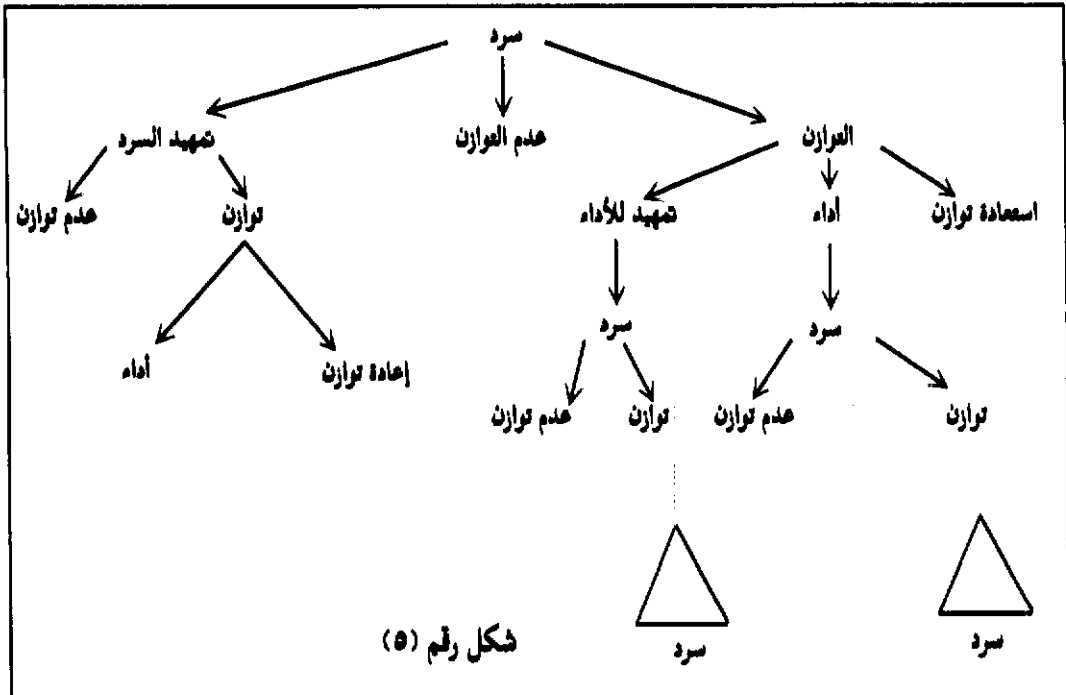 سرد
التوازن
عدم التوازن
تمهيد السرد
استعادة توازن
أداء
تمهيد للأداء
توازن
عدم توازن
سرد
سرد
إعادة توازن
أداء
توازن
عدم توازن
توازن
عدم توازن
سرد
سرد
شكل رقم (٥)